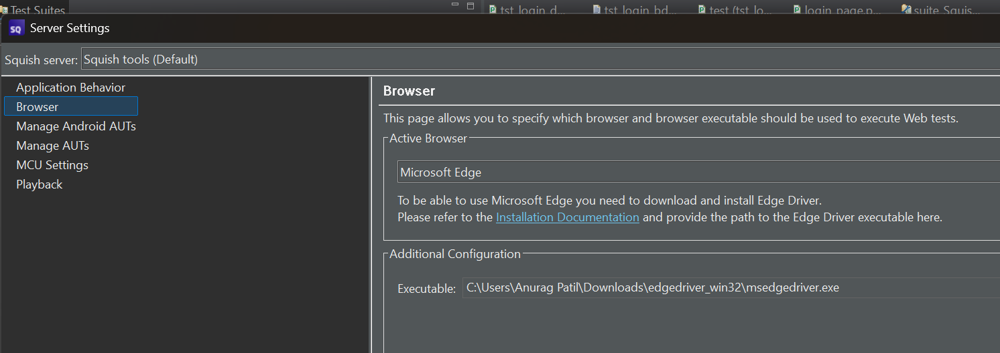 Test Suites
tst_login_d...
tst_login_bd...
test (tst_lo...
login_page.p...
suite_Squis...
SQ Server Settings
Squish server: Squish tools (Default)
Application Behavior
Browser
Manage Android AUTs
Manage AUTs
MCU Settings
Playback
Browser
This page allows you to specify which browser and browser executable should be used to execute Web tests.
Active Browser
Microsoft Edge
To be able to use Microsoft Edge you need to download and install Edge Driver.
Please refer to the Installation Documentation and provide the path to the Edge Driver executable here.
Additional Configuration
Executable: C:\Users\Anurag Patil\Downloads\edgedriver_win32\msedgedriver.exe